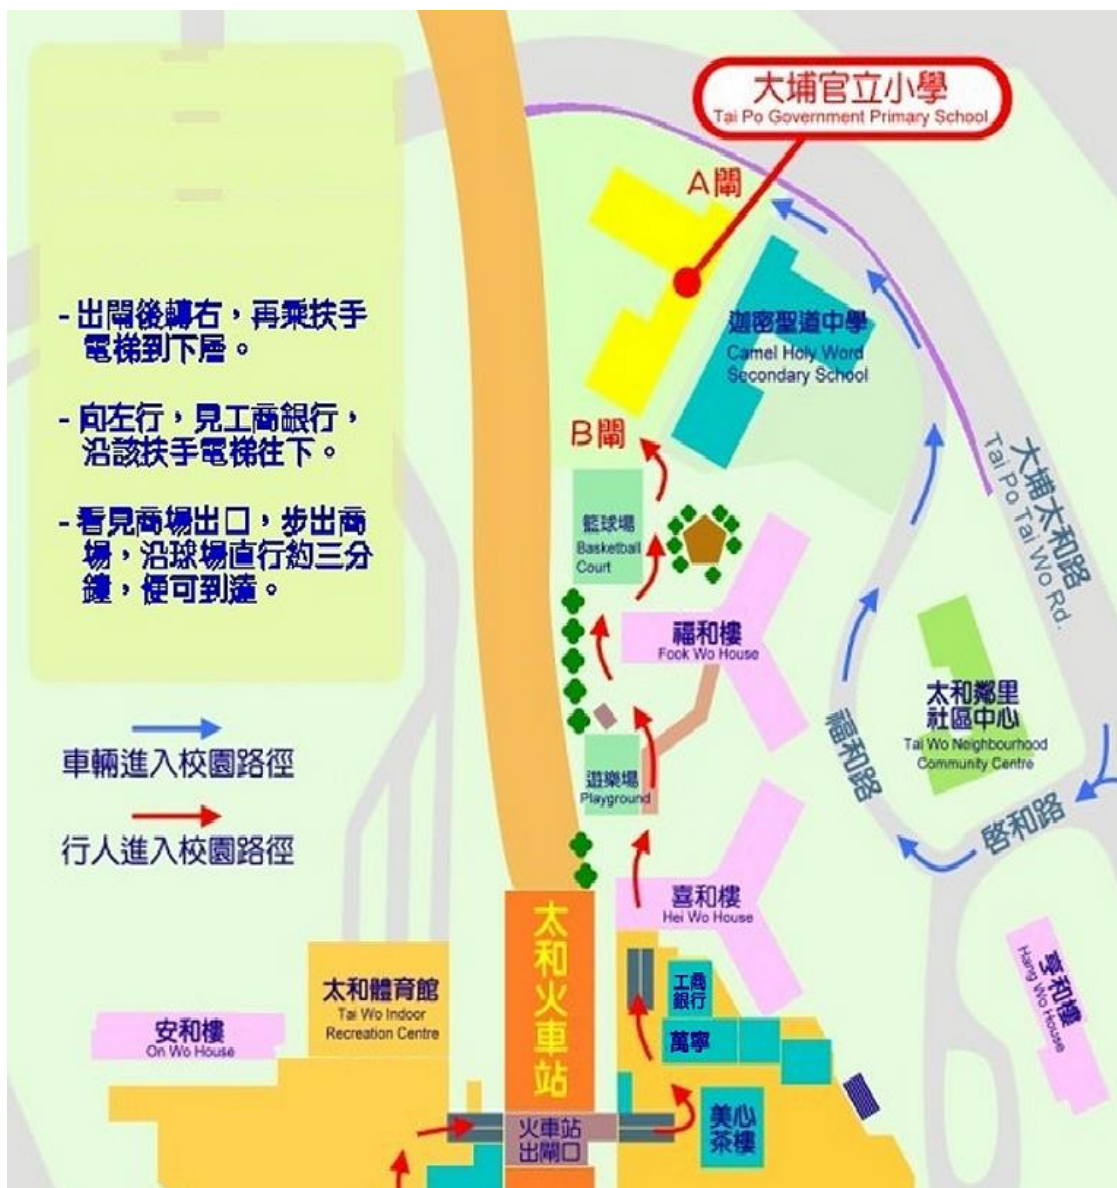 大埔官立小學
Tai Po Government Primary School
A閘
- 出閘後轉右，再乘扶手
電梯到下層。
- 向左行，見工商銀行，
沿該扶手電梯往下。
- 看見商場出口，步出商
場，沿球場直行約三分
鐘，便可到達。
迦密聖道中學
Camel Holy Word
Secondary School
B閘
大埔太和路
Tai Po Tai Wo Rd.
籃球場
Basketball
Court
福和樓
Fook Wo House
太和鄰里
社區中心
Tai Wo Neighbourhood
Community Centre
福和路
啓和路
車輛進入校園路徑
行人進入校園路徑
遊樂場
Playground
喜和樓
Hei Wo House
亨和樓
Hang Wo House
太和火車站
太和體育館
Tai Wo Indoor
Recreation Centre
安和樓
On Wo House
工商
銀行
萬寧
美心
茶樓
火車站
出閘口